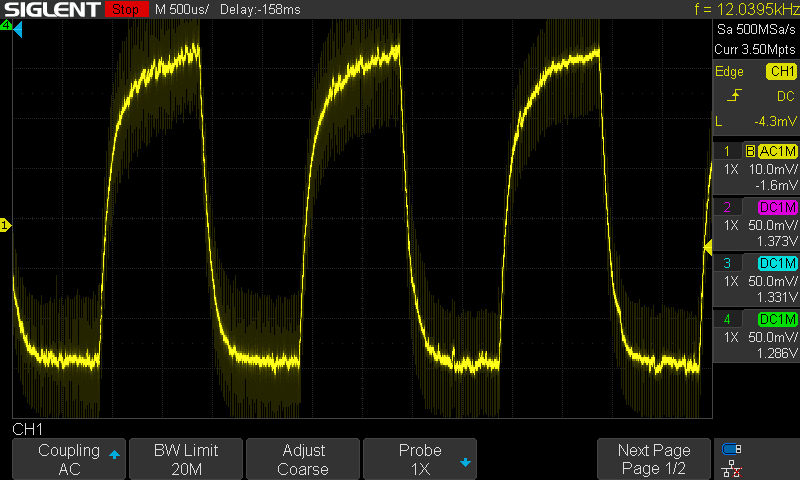 SIGLENT Stop M 500us/ Delay:-158ms f = 12.0395kHz
Sa 500MSa/s
Curr 3.50Mpts
Edge CH1
DC
L -4.3mV
1 B AC1M
1X 10.0mV/
-1.6mV
2 DC1M
1X 50.0mV/
1.373V
3 DC1M
1X 50.0mV/
1.331V
4 DC1M
1X 50.0mV/
1.286V
4
1
CH1
Coupling
AC
BW Limit
20M
Adjust
Coarse
Probe
1X
Next Page
Page 1/2